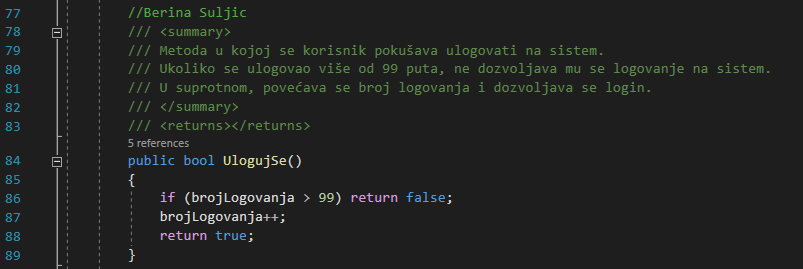 77 //Berina Suljic
78 /// <summary>
79 /// Metoda u kojoj se korisnik pokušava ulogovati na sistem.
80 /// Ukoliko se ulogovao više od 99 puta, ne dozvoljava mu se logovanje na sistem.
81 /// U suprotnom, povećava se broj logovanja i dozvoljava se login.
82 /// </summary>
83 /// <returns></returns>
5 references
84 public bool UlogujSe()
85 {
86 if (brojLogovanja > 99) return false;
87 brojLogovanja++;
88 return true;
89 }